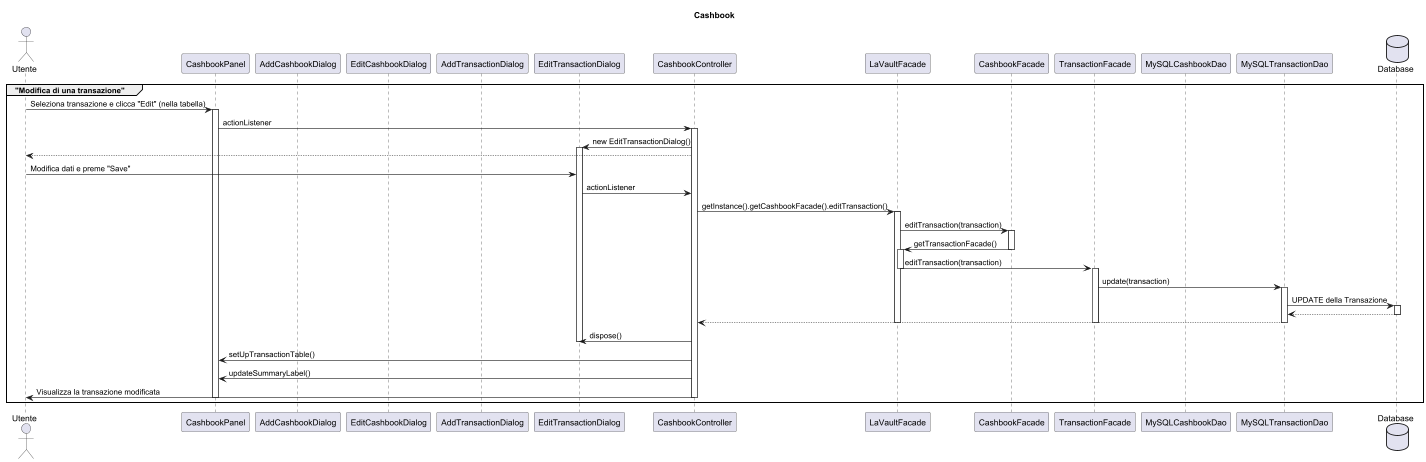 Cashbook
Utente
CashbookPanel
AddCashbookDialog
EditCashbookDialog
AddTransactionDialog
EditTransactionDialog
CashbookController
LaVaultFacade
CashbookFacade
TransactionFacade
MySQLCashbookDao
MySQLTransactionDao
Database
"Modifica di una transazione"
Seleziona transazione e clicca "Edit" (nella tabella)
actionListener
new EditTransactionDialog()
Modifica dati e preme "Save"
actionListener
getInstance().getCashbookFacade().editTransaction()
editTransaction(transaction)
getTransactionFacade()
editTransaction(transaction)
update(transaction)
UPDATE della Transazione
dispose()
setUpTransactionTable()
updateSummaryLabel()
Visualizza la transazione modificata
Utente
CashbookPanel
AddCashbookDialog
EditCashbookDialog
AddTransactionDialog
EditTransactionDialog
CashbookController
LaVaultFacade
CashbookFacade
TransactionFacade
MySQLCashbookDao
MySQLTransactionDao
Database